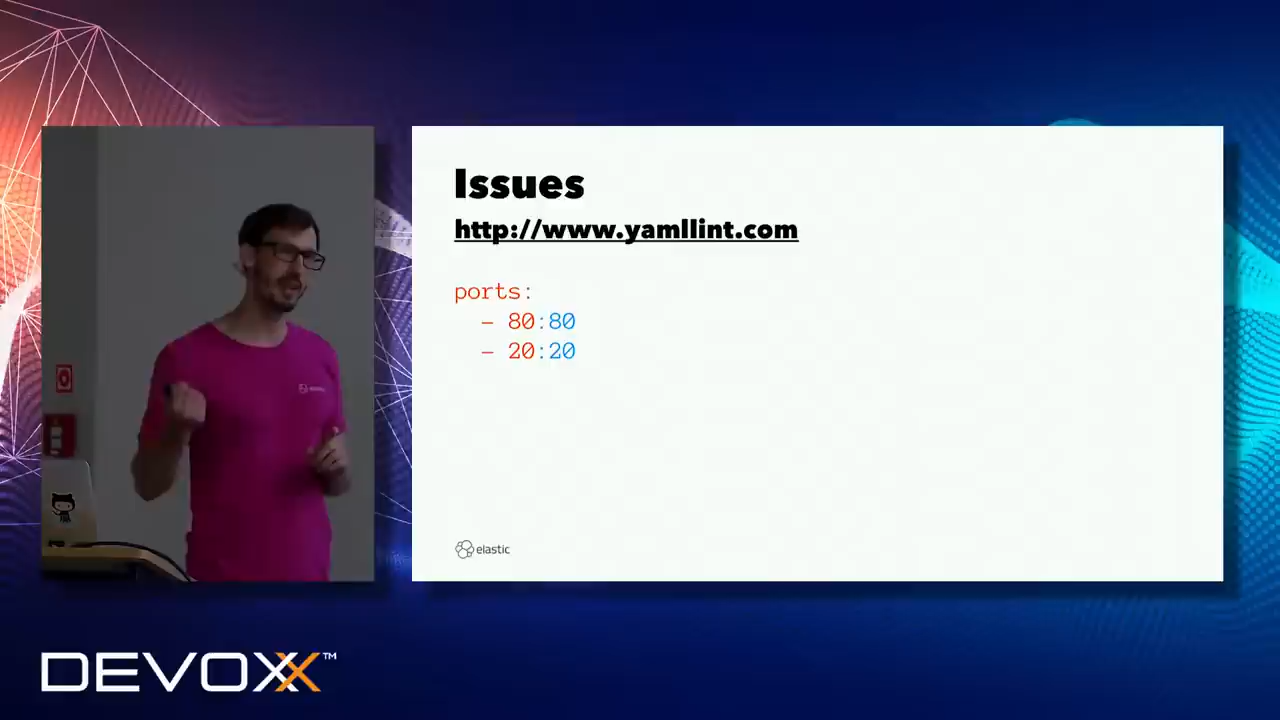 Issues
http://www.yamllint.com
ports:
- 80:80
- 20:20
elastic
DEVOXX™